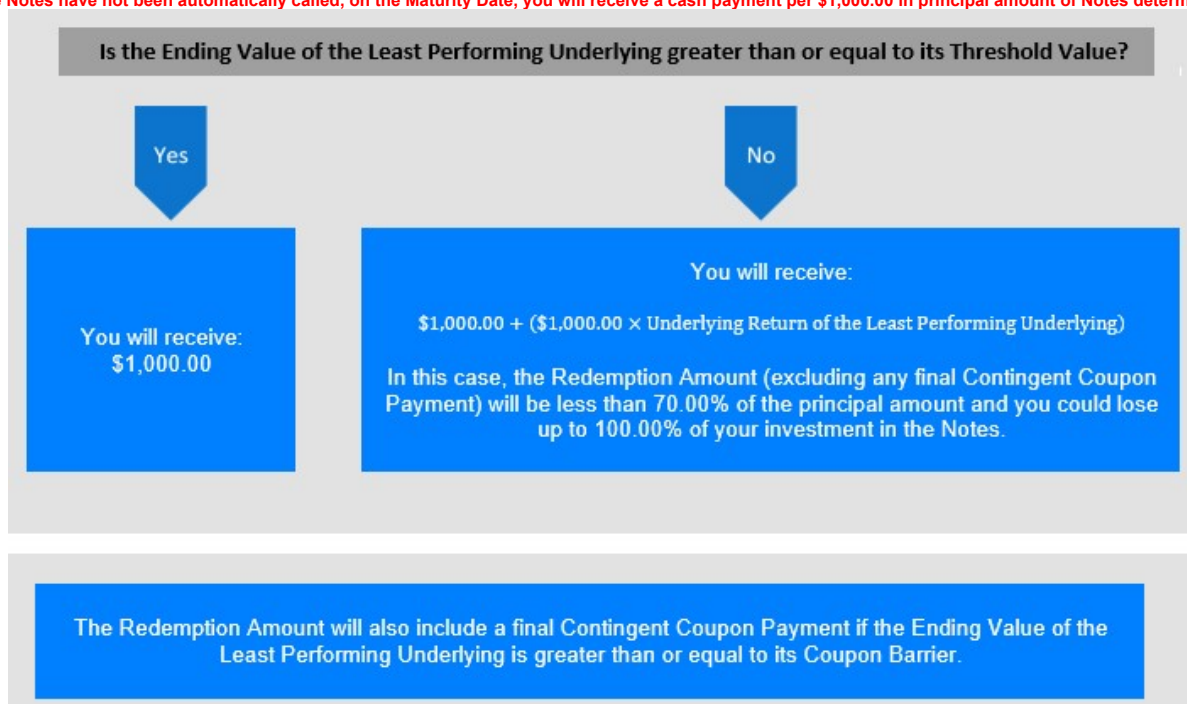 Notes have not been automatically called, on the Maturity Date, you will receive a cash payment per $1,000.00 in principal amount of Notes
Is the Ending Value of the Least Performing Underlying greater than or equal to its Threshold Value?
Yes
No
You will receive:
$1,000.00
You will receive:
$1,000.00 + ($1,000.00 × Underlying Return of the Least Performing Underlying)
In this case, the Redemption Amount (excluding any final Contingent Coupon
Payment) will be less than 70.00% of the principal amount and you could lose
up to 100.00% of your investment in the Notes.
The Redemption Amount will also include a final Contingent Coupon Payment if the Ending Value of the
Least Performing Underlying is greater than or equal to its Coupon Barrier.